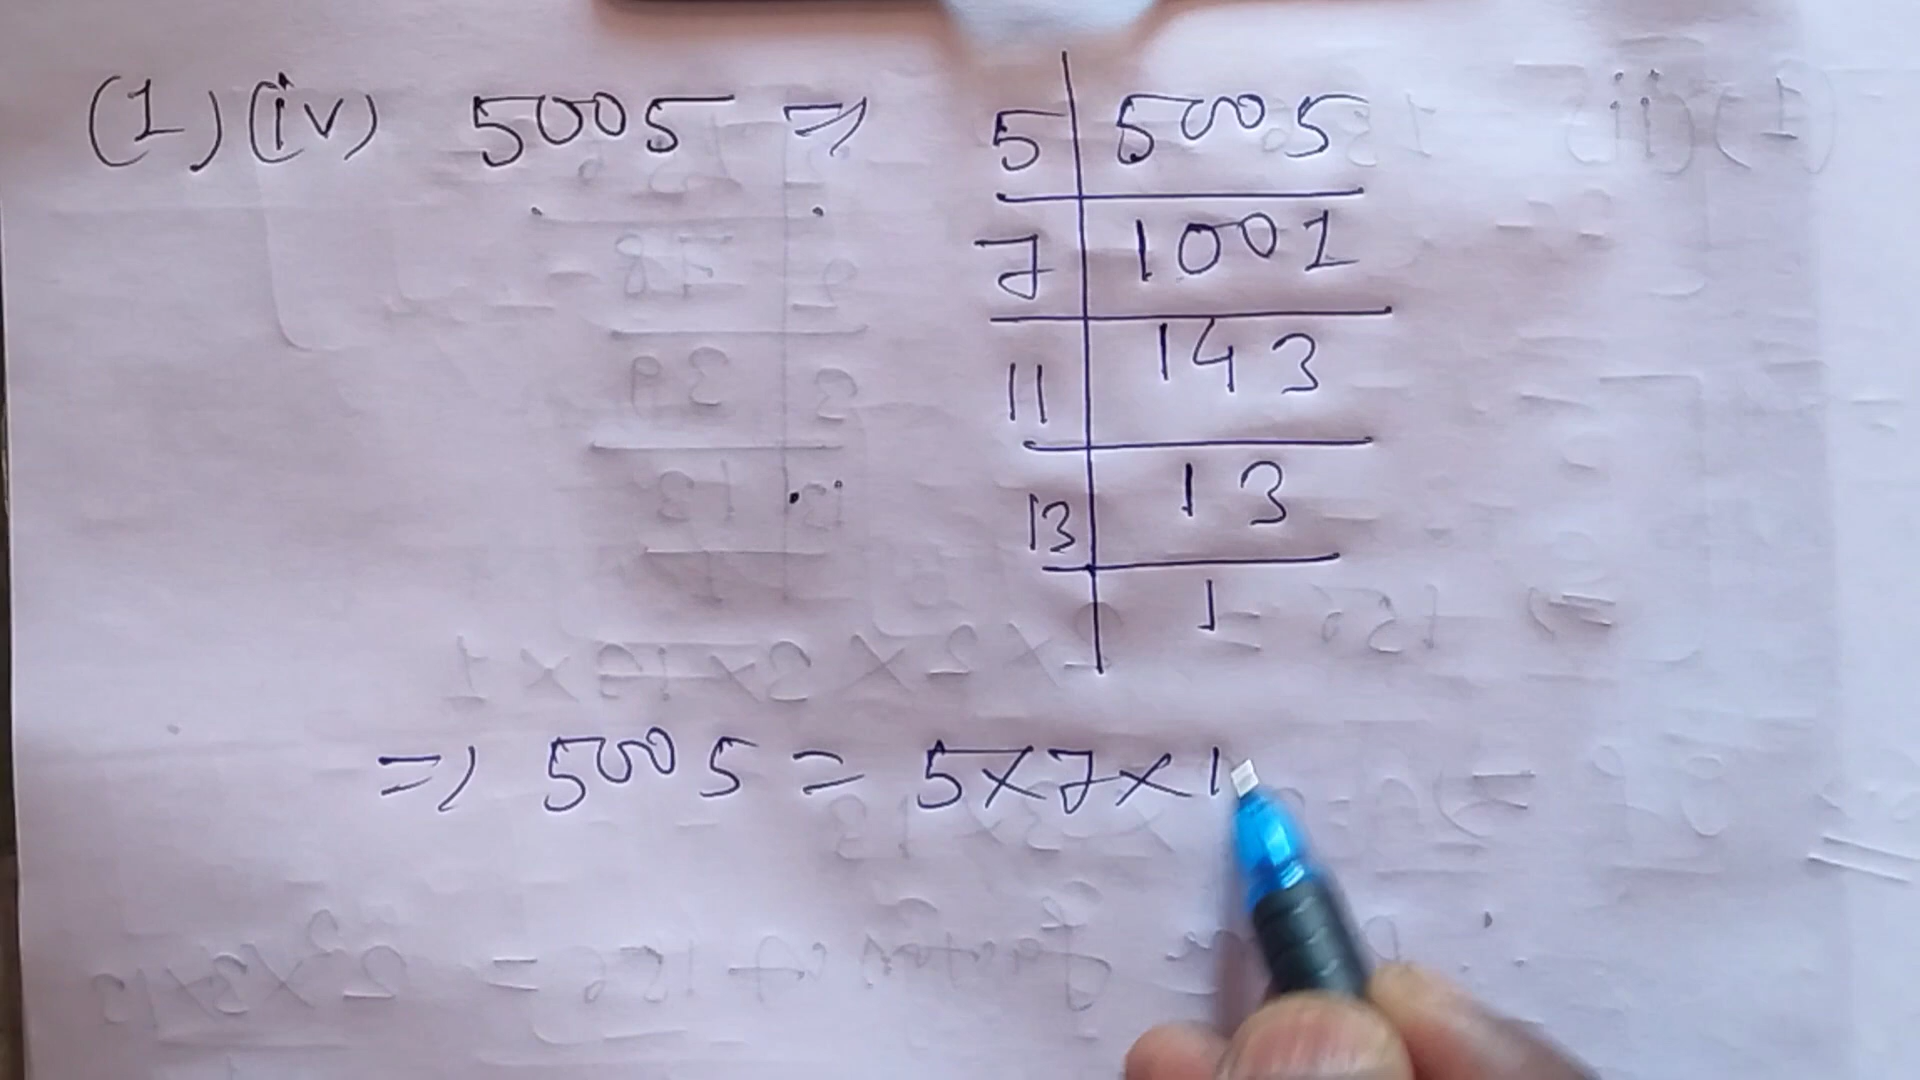 (1)(iv) 5005 ⇒ 5 | 5005
7 | 1001
11 | 143
13 | 13
1
⇒ 5005 = 5×7×1